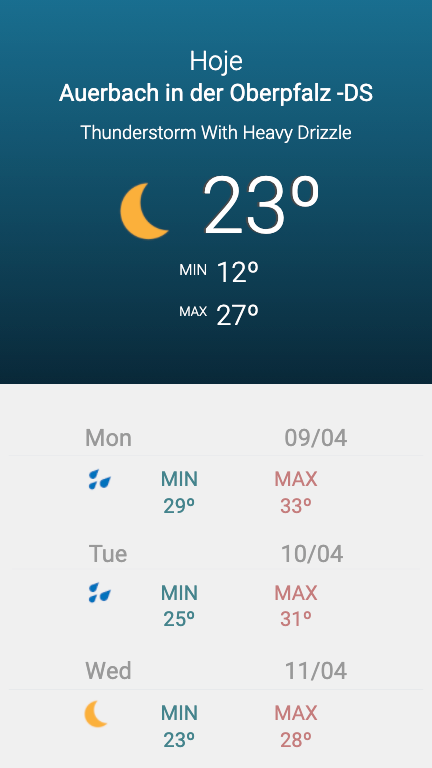 Hoje
Auerbach in der Oberpfalz -DS
Thunderstorm With Heavy Drizzle
23º
MIN 12º
MAX 27º
Mon 09/04
MIN MAX
29º 33º
Tue 10/04
MIN MAX
25º 31º
Wed 11/04
MIN MAX
23º 28º